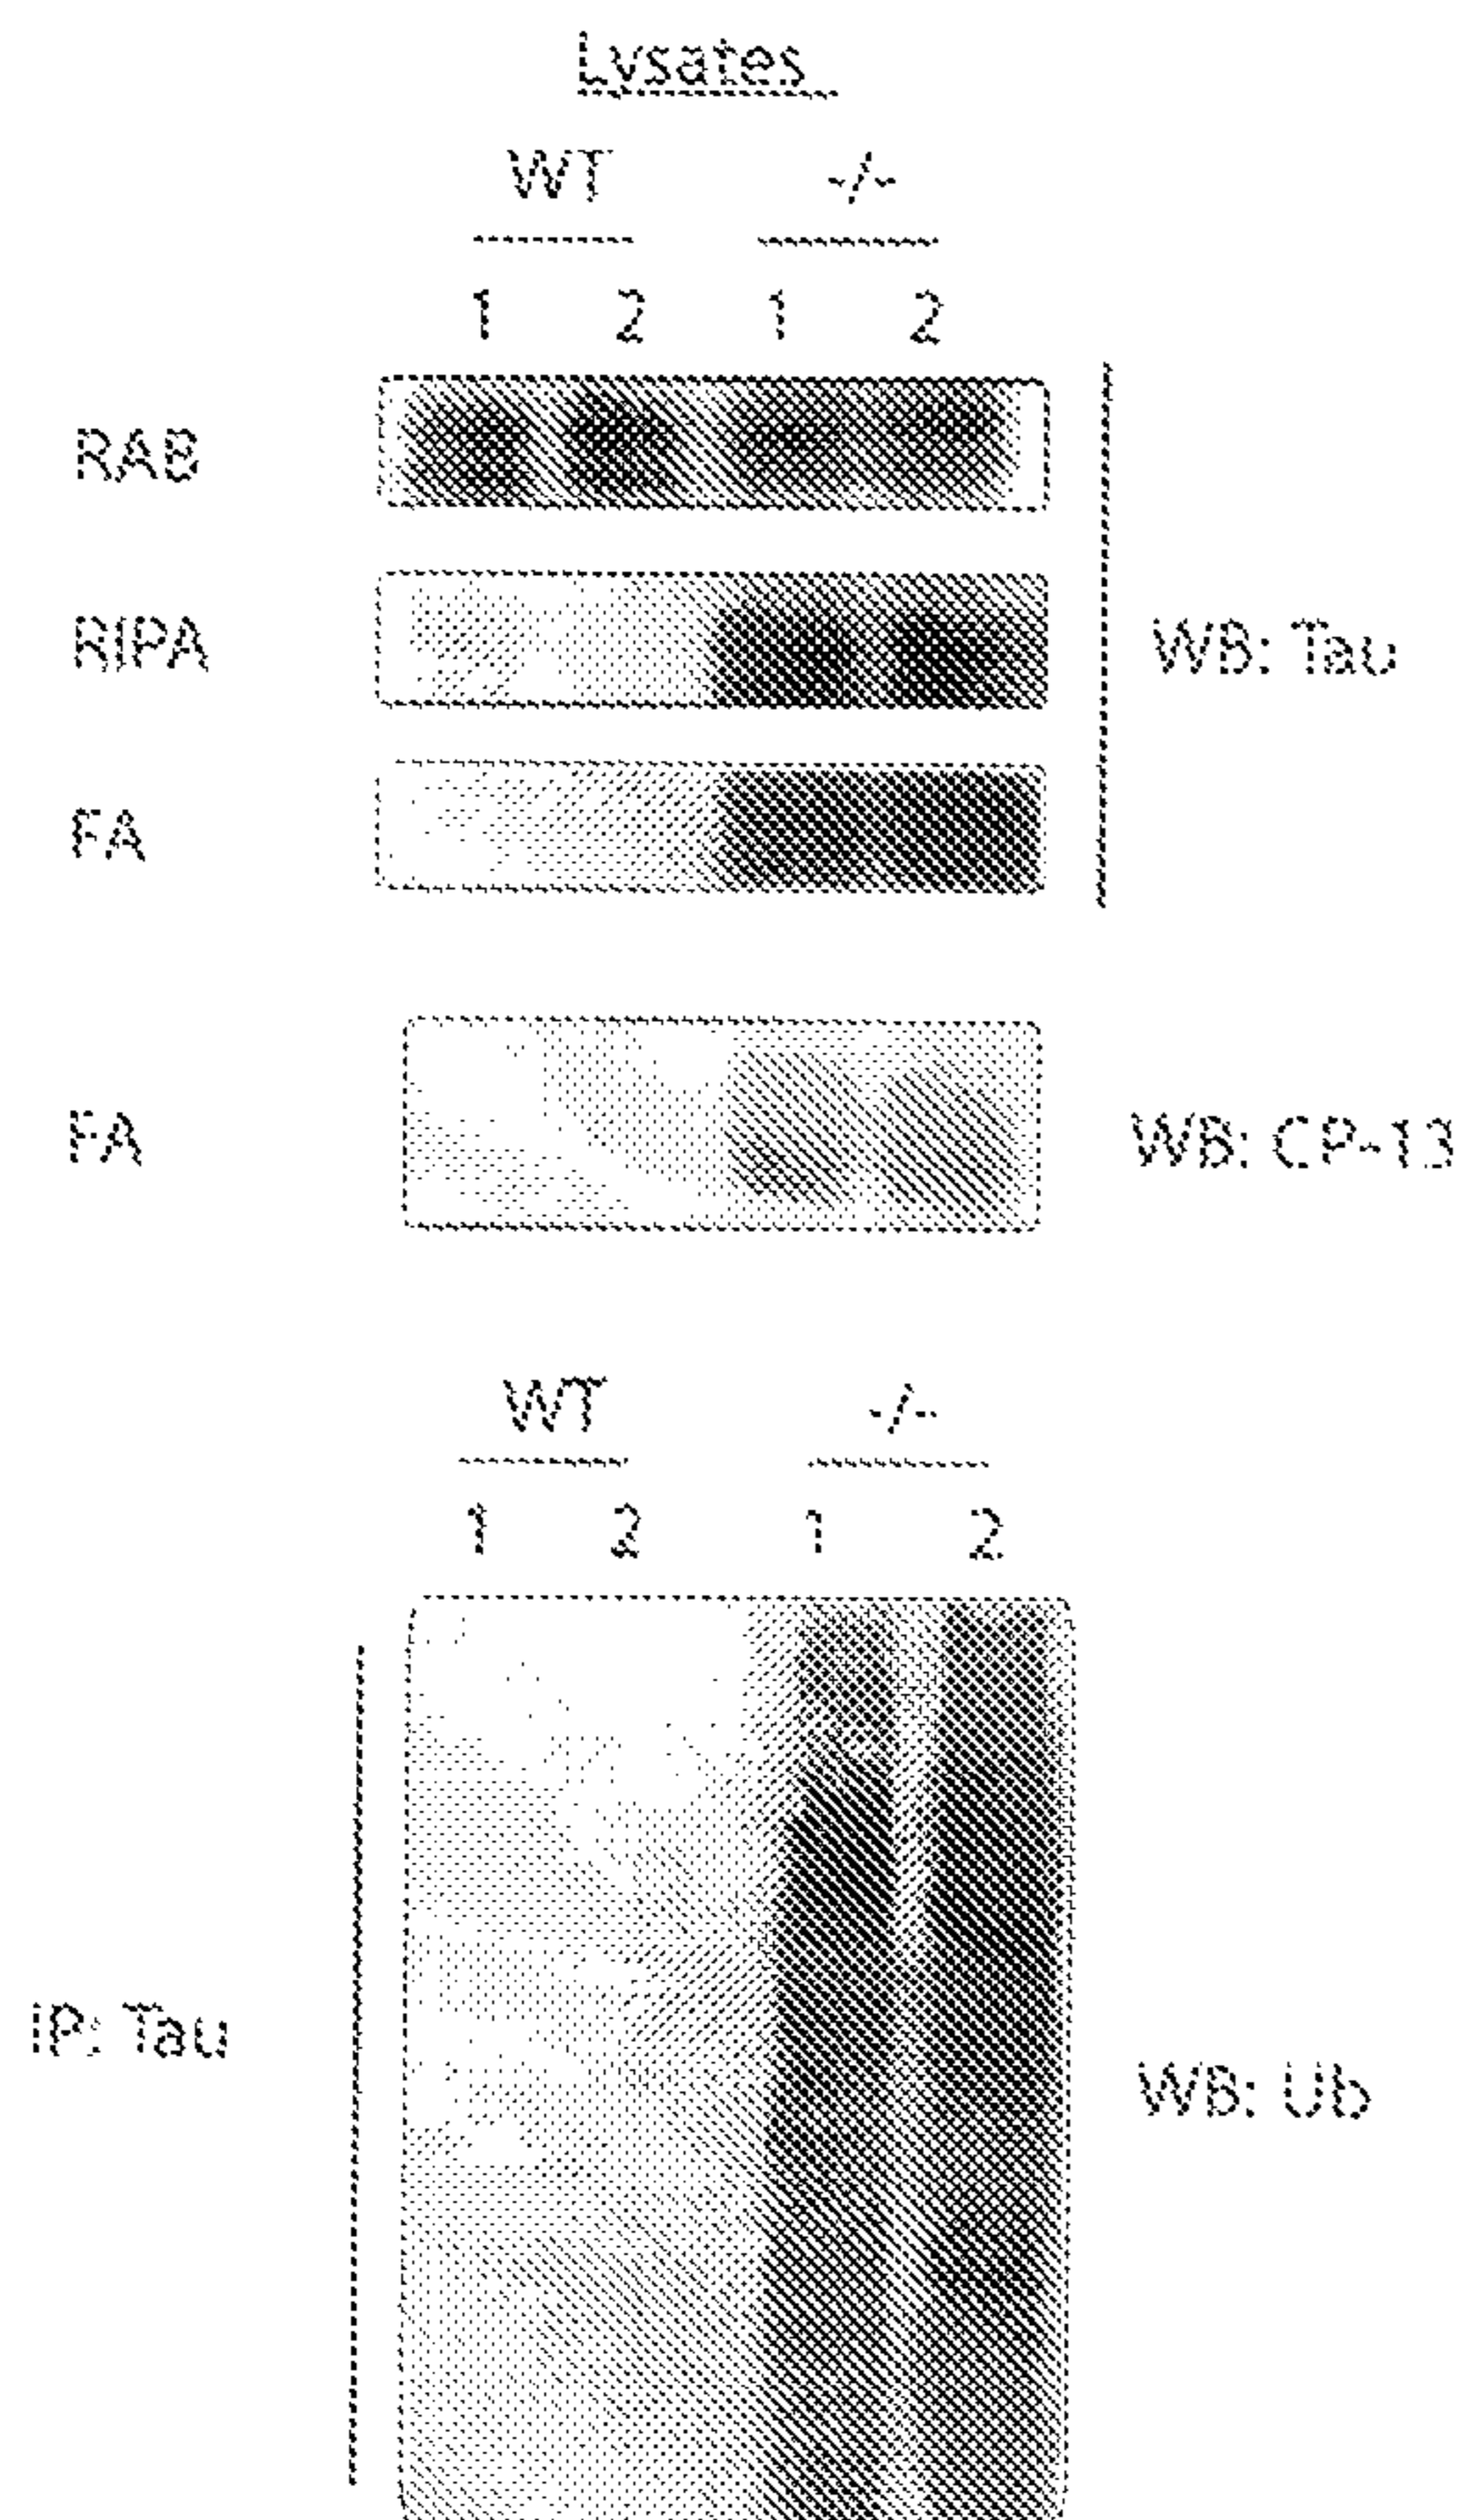 Lysates
WT -/-
1 2 1 2
RAB
RIPA WB: Tau
FA
FA WB: CP-13
WT -/-
1 2 1 2
IP: Tau WB: Ub